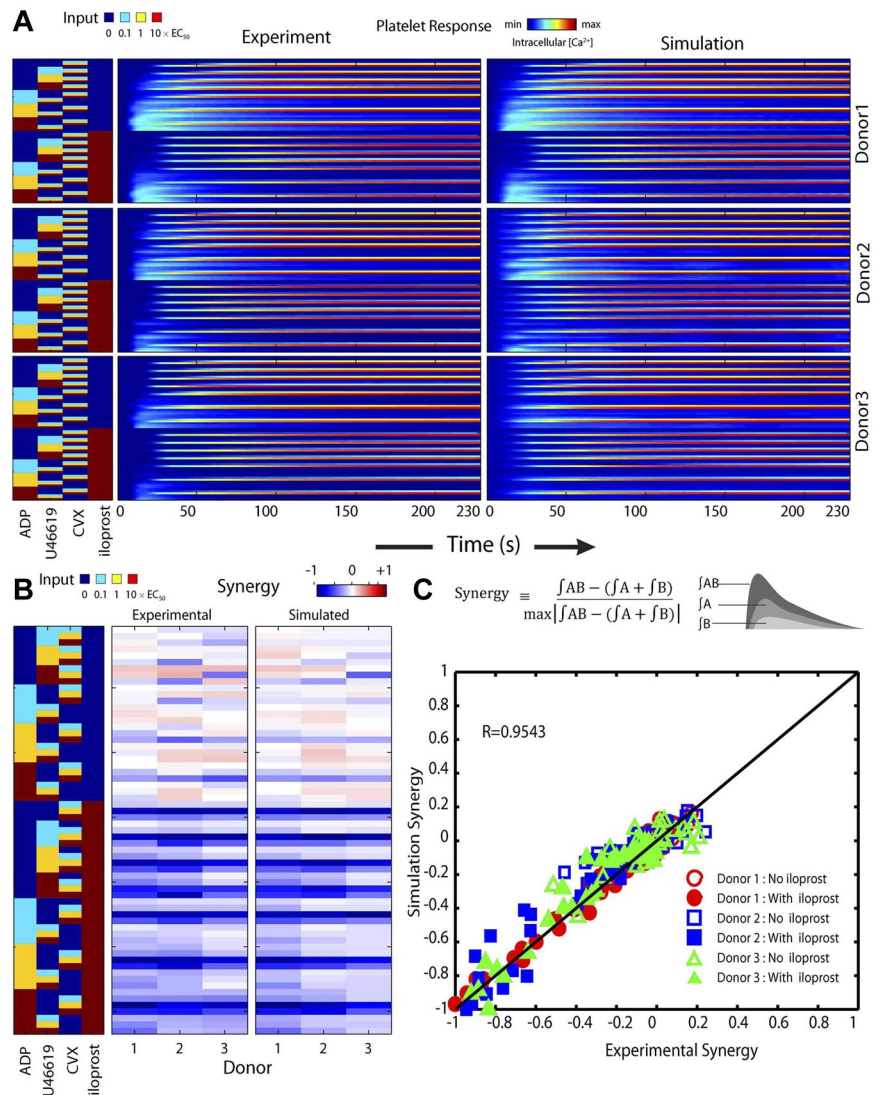 A
Input
0 0.1 1 10 × EC50
Experiment
Platelet Response
min max
Intracellular [Ca2+]
Simulation
Donor1
Donor2
Donor3
0 50 100 150 200 230
0 50 100 150 200 230
ADP
U46619
CVX
iloprost
Time (s)
B
Input
0 0.1 1 10 × EC50
Synergy
-1 +1
Experimental
Simulated
1 2 3
1 2 3
Donor
ADP
U46619
CVX
iloprost
C
Synergy ≡ ∫AB − (∫A + ∫B)
max|∫AB − (∫A + ∫B)|
∫AB
∫A
∫B
R=0.9543
1
0.8
0.6
0.4
0.2
0
-0.2
-0.4
-0.6
-0.8
-1
Simulation Synergy
Donor 1 : No iloprost
Donor 1 : With iloprost
Donor 2 : No iloprost
Donor 2 : With iloprost
Donor 3 : No iloprost
Donor 3 : With iloprost
-1 -0.8 -0.6 -0.4 -0.2 0 0.2 0.4 0.6 0.8 1
Experimental Synergy